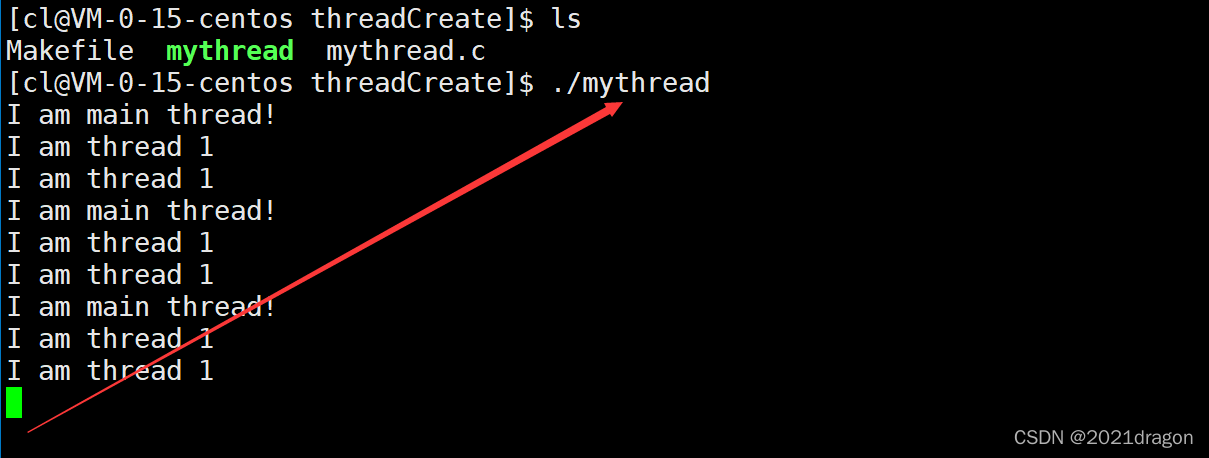 [cl@VM-0-15-centos threadCreate]$ ls
Makefile  mythread  mythread.c
[cl@VM-0-15-centos threadCreate]$ ./mythread
I am main thread!
I am thread 1
I am thread 1
I am main thread!
I am thread 1
I am thread 1
I am main thread!
I am thread 1
I am thread 1
CSDN @2021dragon